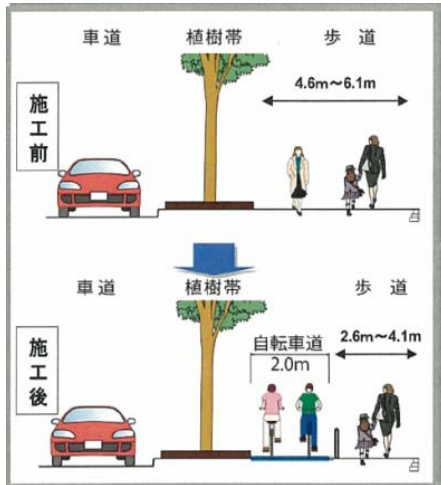 車道 植樹帯 歩道
4.6m～6.1m
施工前
車道 植樹帯 歩道
自転車道
2.0m
2.6m～4.1m
施工後